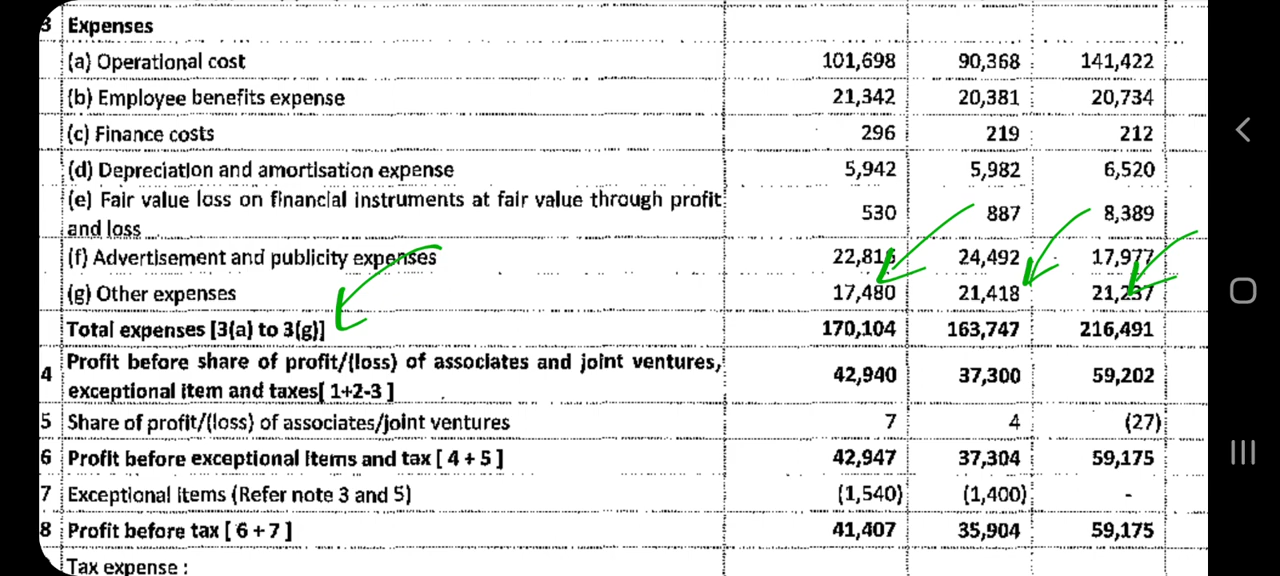 3 Expenses
(a) Operational cost 101,698 90,368 141,422
(b) Employee benefits expense 21,342 20,381 20,734
(c) Finance costs 296 219 212
(d) Depreciation and amortisation expense 5,942 5,982 6,520
(e) Fair value loss on financial instruments at fair value through profit
and loss 530 887 8,389
(f) Advertisement and publicity expenses 22,816 24,492 17,977
(g) Other expenses 17,480 21,418 21,237
Total expenses [3(a) to 3(g)] 170,104 163,747 216,491
4 Profit before share of profit/(loss) of associates and joint ventures,
exceptional item and taxes[ 1+2-3 ] 42,940 37,300 59,202
5 Share of profit/(loss) of associates/joint ventures 7 4 (27)
6 Profit before exceptional items and tax [ 4 + 5 ] 42,947 37,304 59,175
7 Exceptional items (Refer note 3 and 5) (1,540) (1,400) -
8 Profit before tax [ 6 + 7 ] 41,407 35,904 59,175
Tax expense :